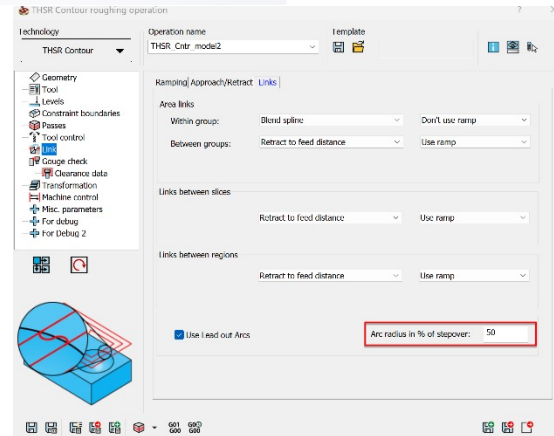 THSR Contour roughing operation
?
Technology
Operation name
Template
THSR Contour
THSR_Cntr_model2
Geometry
Tool
Levels
Constraint boundaries
Passes
Tool control
Link
Gouge check
Clearance data
Transformation
Machine control
Misc. parameters
For debug
For Debug 2
Ramping Approach/Retract Links
Area links
Within group: Blend spline Don't use ramp
Between groups: Retract to feed distance Use ramp
Links between slices
Retract to feed distance Use ramp
Links between regions
Retract to feed distance Use ramp
Use Lead out Arcs
Arc radius in % of stepover: 50
G01 G00
G00 G00